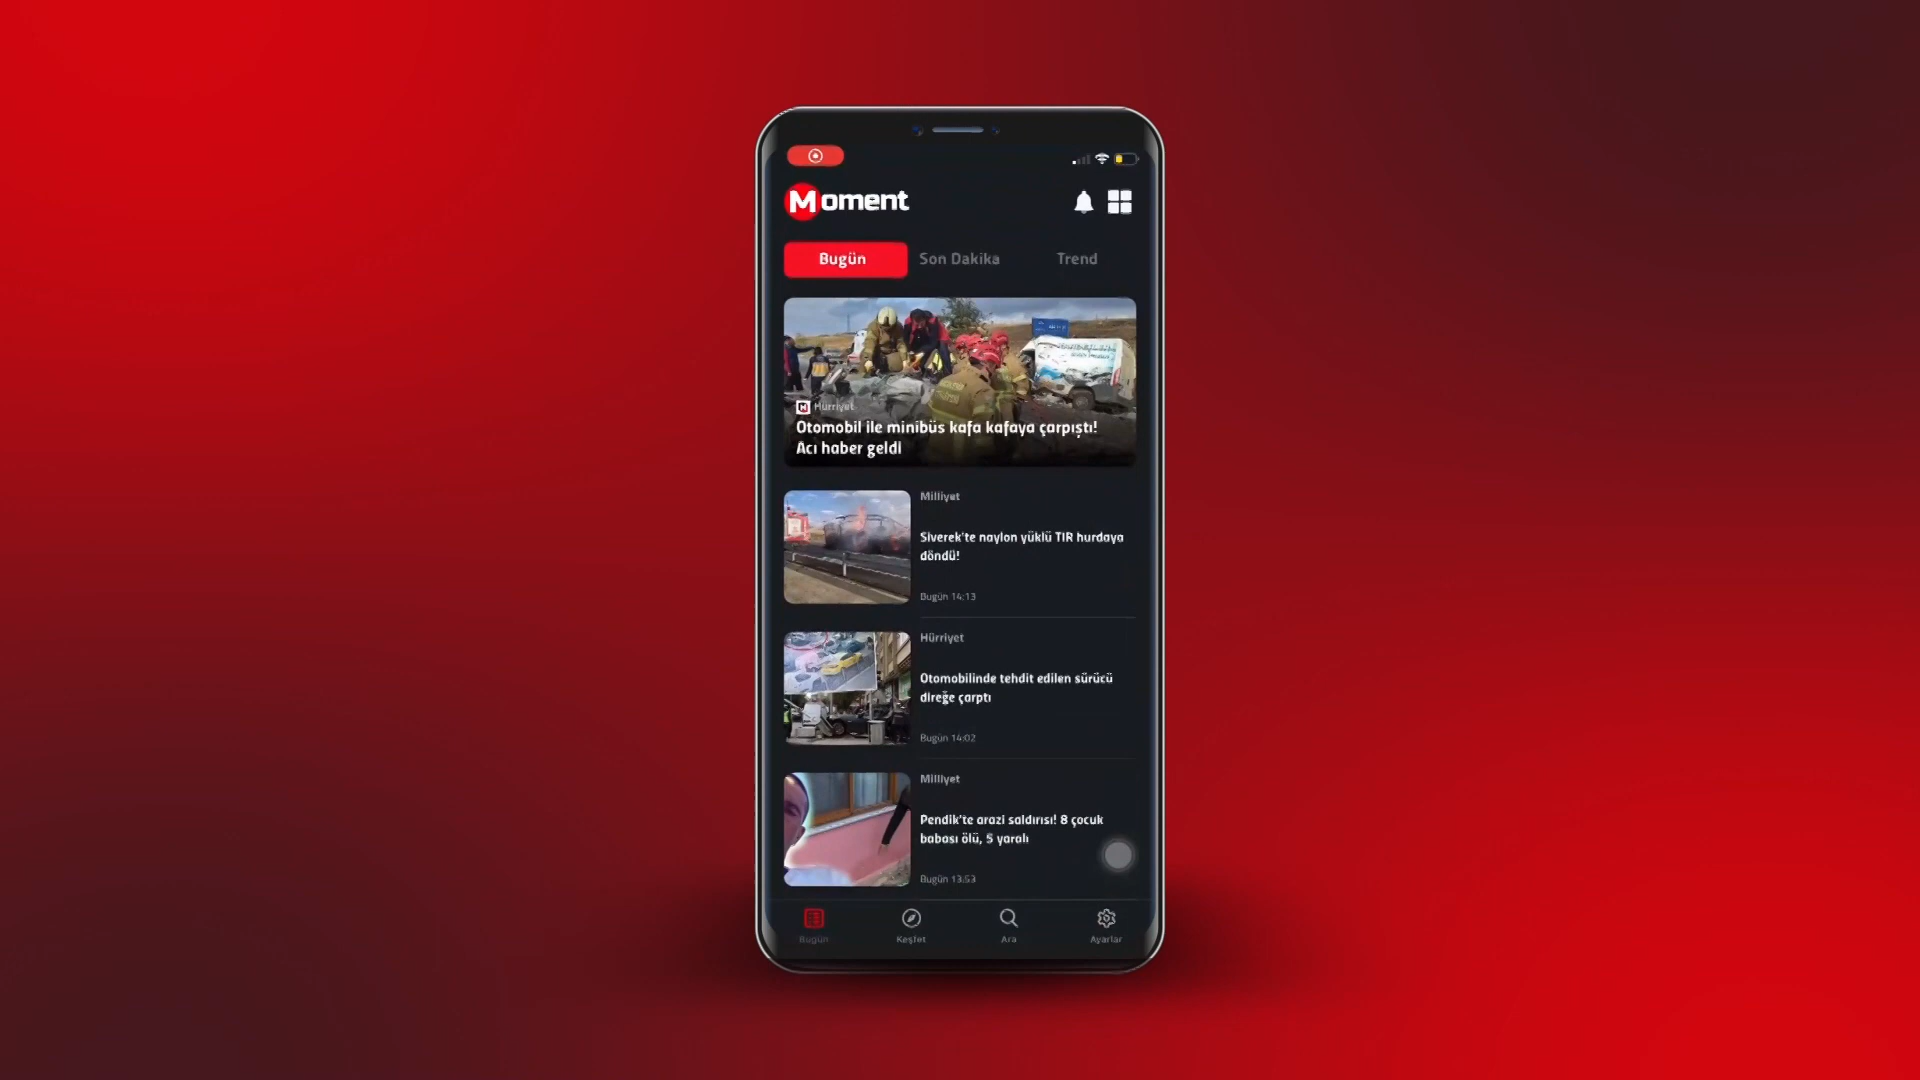 Moment
Bugün
Son Dakika
Trend
Hürriyet
Otomobil ile minibüs kafa kafaya çarpıştı!
Acı haber geldi
Milliyet
Siverek'te naylon yüklü TIR hurdaya
döndü!
Bugün 14:13
Hürriyet
Otomobilinde tehdit edilen sürücü
direğe çarptı
Bugün 14:02
Milliyet
Pendik'te arazi saldırısı! 8 çocuk
babası ölü, 5 yaralı
Bugün 13:53
Bugün
Keşfet
Ara
Ayarlar